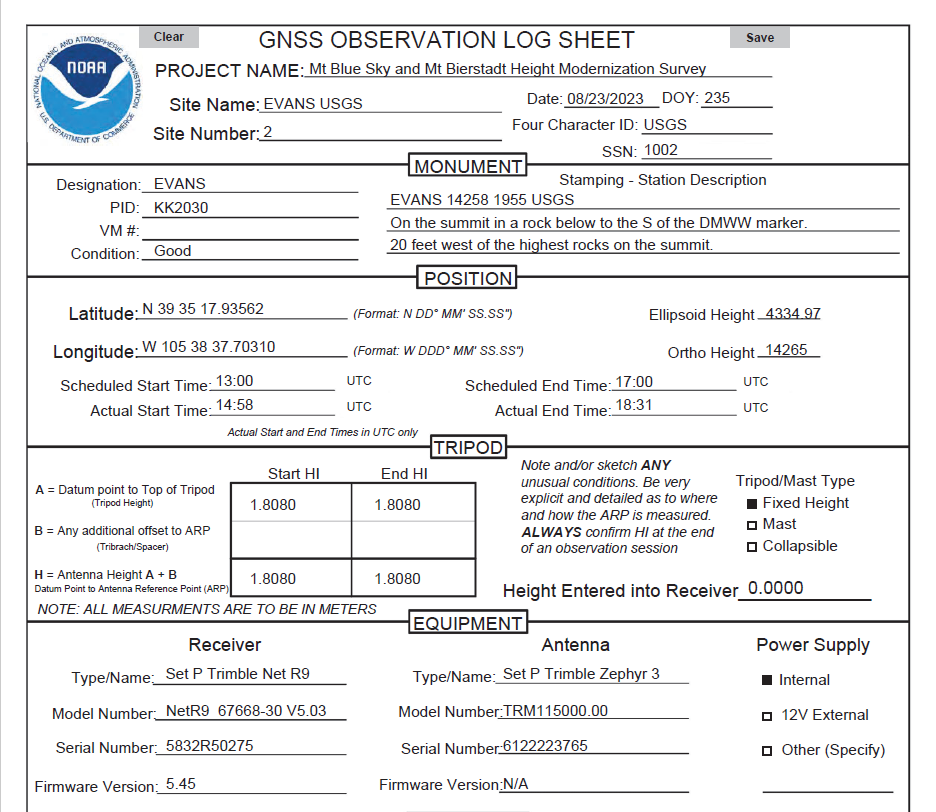 Clear
GNSS OBSERVATION LOG SHEET
Save
NATIONAL OCEANIC AND ATMOSPHERIC ADMINISTRATION
NOAA
U.S. DEPARTMENT OF COMMERCE
PROJECT NAME: Mt Blue Sky and Mt Bierstadt Height Modernization Survey
Site Name: EVANS USGS
Date: 08/23/2023 DOY: 235
Site Number: 2
Four Character ID: USGS
SSN: 1002
MONUMENT
Designation: EVANS
Stamping - Station Description
PID: KK2030
EVANS 14258 1955 USGS
VM #:
On the summit in a rock below to the S of the DMWW marker.
Condition: Good
20 feet west of the highest rocks on the summit.
POSITION
Latitude: N 39 35 17.93562 (Format: N DD° MM' SS.SS")
Ellipsoid Height 4334.97
Longitude: W 105 38 37.70310 (Format: W DDD° MM' SS.SS")
Ortho Height 14265
Scheduled Start Time: 13:00 UTC
Scheduled End Time: 17:00 UTC
Actual Start Time: 14:58 UTC
Actual End Time: 18:31 UTC
Actual Start and End Times in UTC only
TRIPOD
Start HI End HI
A = Datum point to Top of Tripod
(Tripod Height)
1.8080 1.8080
B = Any additional offset to ARP
(Tribrach/Spacer)
H = Antenna Height A + B
Datum Point to Antenna Reference Point (ARP)
1.8080 1.8080
NOTE: ALL MEASURMENTS ARE TO BE IN METERS
Note and/or sketch ANY
unusual conditions. Be very
explicit and detailed as to where
and how the ARP is measured.
ALWAYS confirm HI at the end
of an observation session
Tripod/Mast Type
Fixed Height
Mast
Collapsible
Height Entered into Receiver 0.0000
EQUIPMENT
Receiver
Type/Name: Set P Trimble Net R9
Model Number: NetR9 67668-30 V5.03
Serial Number: 5832R50275
Firmware Version: 5.45
Antenna
Type/Name: Set P Trimble Zephyr 3
Model Number: TRM115000.00
Serial Number: 6122223765
Firmware Version: N/A
Power Supply
Internal
12V External
Other (Specify)